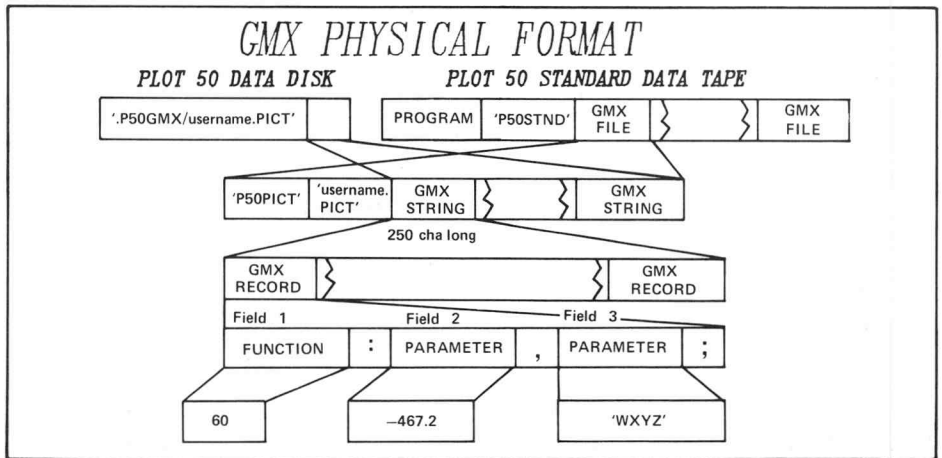 GMX PHYSICAL FORMAT
PLOT 50 DATA DISK
PLOT 50 STANDARD DATA TAPE
'.P50GMX/username.PICT'
PROGRAM
'P50STND'
GMX
FILE
GMX
FILE
'P50PICT'
'username.
PICT'
GMX
STRING
GMX
STRING
250 cha long
GMX
RECORD
GMX
RECORD
Field 1
Field 2
Field 3
FUNCTION
:
PARAMETER
,
PARAMETER
;
60
–467.2
'WXYZ'